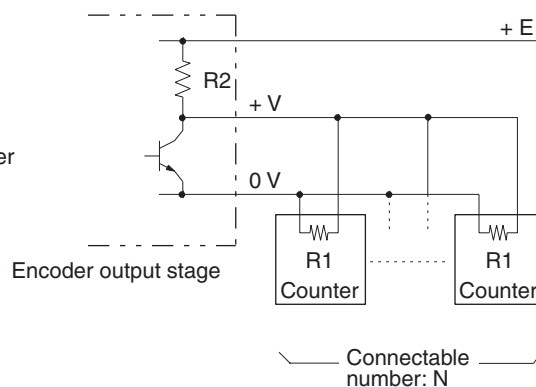 + E
R2
+ V
er
0 V
R1
Counter
R1
Counter
Encoder output stage
Connectable
number: N